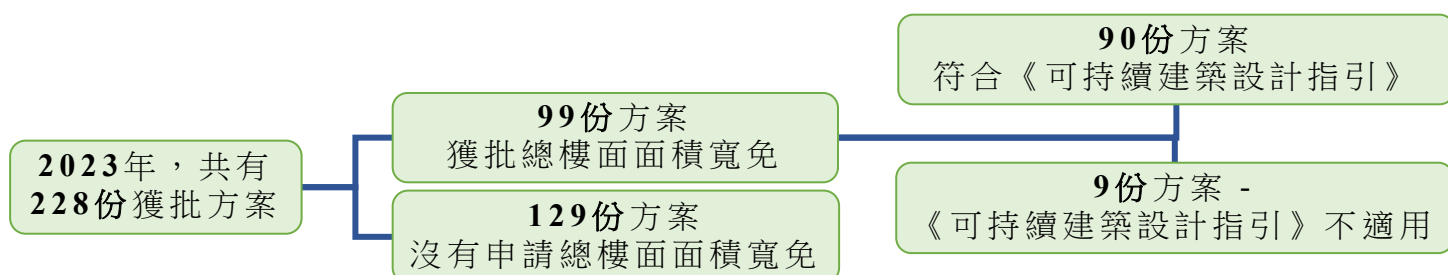 2023年，共有
228份獲批方案
99份方案
獲批總樓面面積寬免
129份方案
沒有申請總樓面面積寬免
90份方案
符合《可持續建築設計指引》
9份方案 -
《可持續建築設計指引》不適用